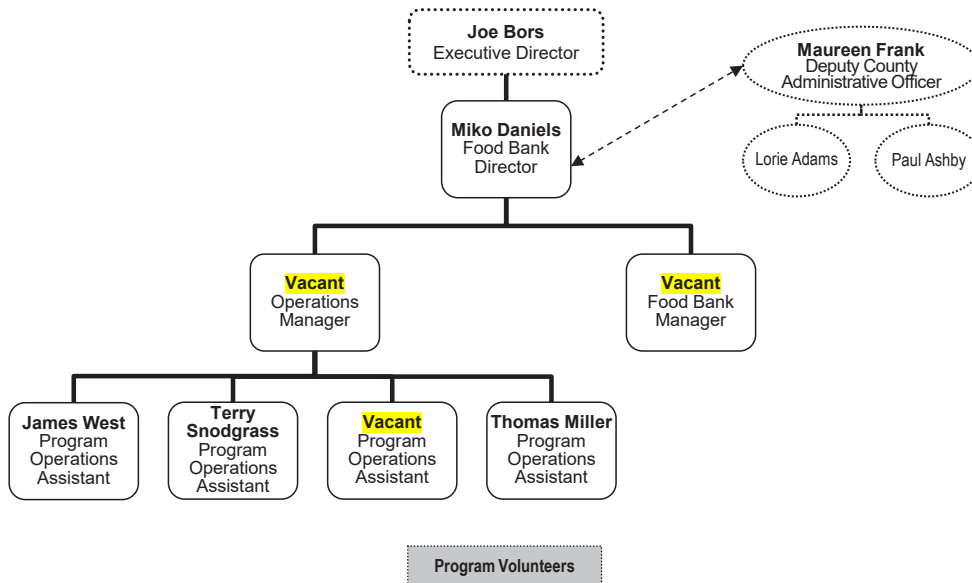 Joe Bors
Executive Director
Maureen Frank
Deputy County
Administrative Officer
Miko Daniels
Food Bank
Director
Lorie Adams
Paul Ashby
Vacant
Operations
Manager
Vacant
Food Bank
Manager
James West
Program
Operations
Assistant
Terry
Snodgrass
Program
Operations
Assistant
Vacant
Program
Operations
Assistant
Thomas Miller
Program
Operations
Assistant
Program Volunteers